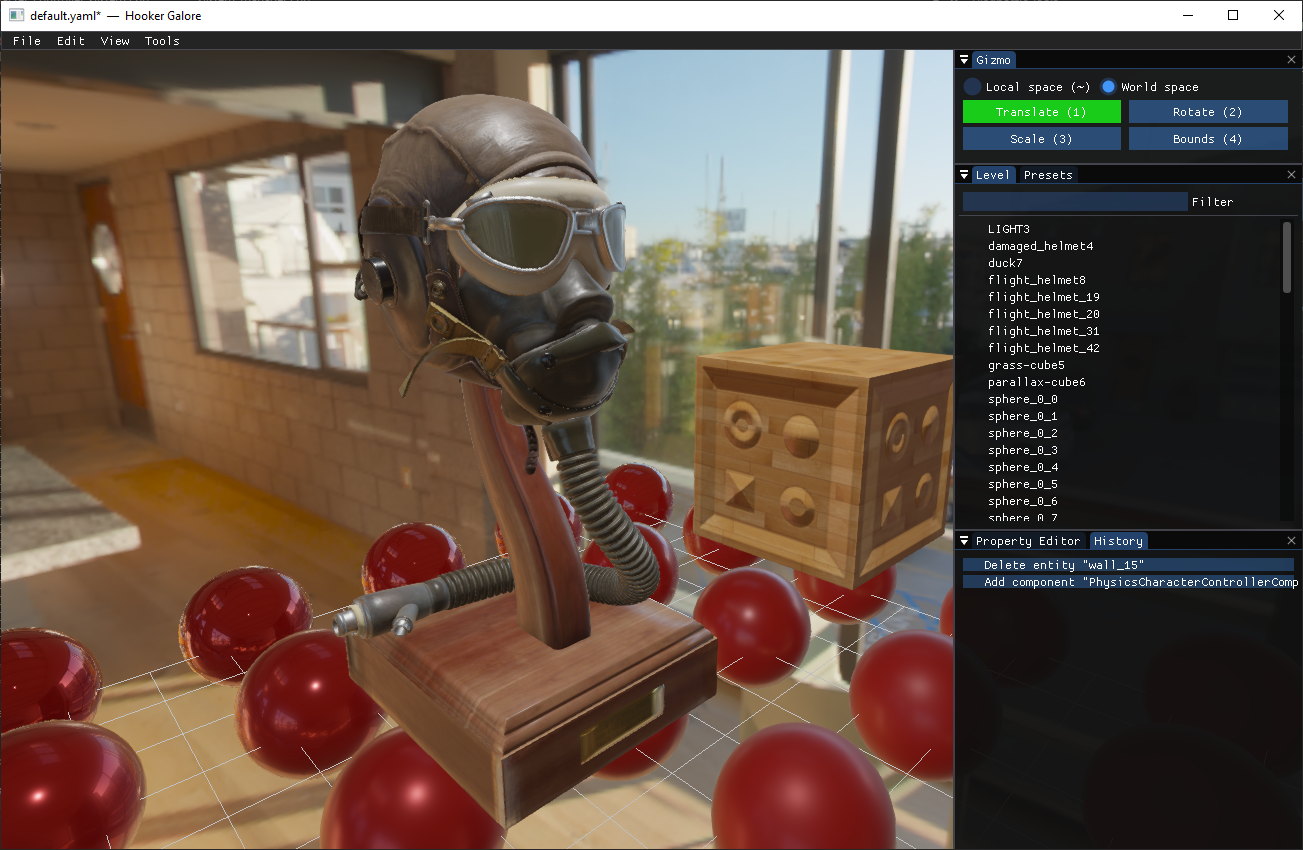 default.yaml* — Hooker Galore
File Edit View Tools
Gizmo
Local space (~) World space
Translate (1) Rotate (2)
Scale (3) Bounds (4)
Level Presets
Filter
LIGHT3
damaged_helmet4
duck7
flight_helmet8
flight_helmet_19
flight_helmet_20
flight_helmet_31
flight_helmet_42
grass-cube5
parallax-cube6
sphere_0_0
sphere_0_1
sphere_0_2
sphere_0_3
sphere_0_4
sphere_0_5
sphere_0_6
sphere_0_7
Property Editor History
Delete entity "wall_15"
Add component "PhysicsCharacterControllerComp